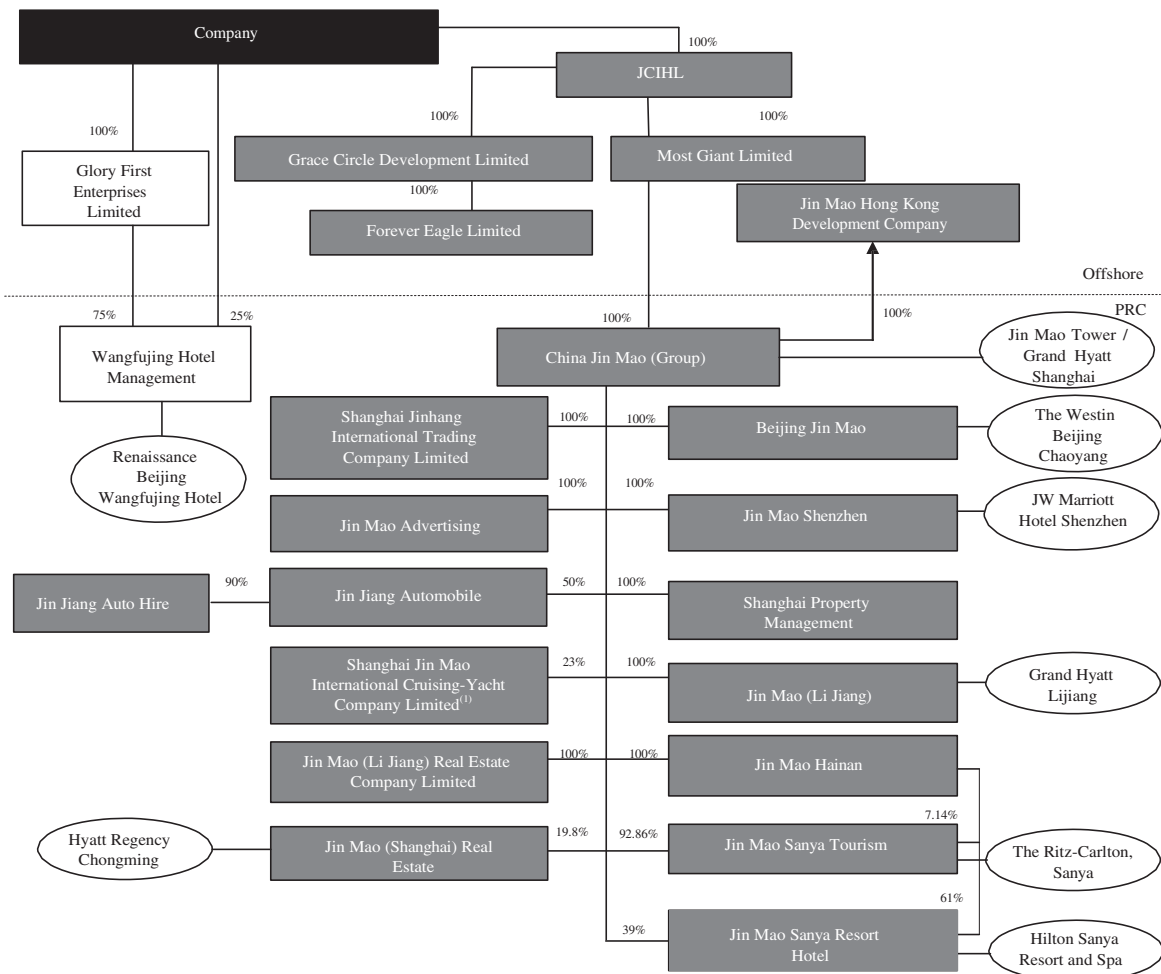 Company
100%
JCIHL
100%
100%
100%
Glory First
Enterprises
Limited
Grace Circle Development Limited
Most Giant Limited
100%
Jin Mao Hong Kong
Development Company
Forever Eagle Limited
Offshore
PRC
75%
25%
100%
100%
Wangfujing Hotel
Management
China Jin Mao (Group)
Jin Mao Tower /
Grand Hyatt
Shanghai
Shanghai Jinhang
International Trading
Company Limited
100%
100%
Beijing Jin Mao
The Westin
Beijing
Chaoyang
Renaissance
Beijing
Wangfujing Hotel
100%
100%
Jin Mao Advertising
Jin Mao Shenzhen
JW Marriott
Hotel Shenzhen
Jin Jiang Auto Hire
90%
Jin Jiang Automobile
50%
100%
Shanghai Property
Management
Shanghai Jin Mao
International Cruising-Yacht
Company Limited(1)
23%
100%
Jin Mao (Li Jiang)
Grand Hyatt
Lijiang
Jin Mao (Li Jiang) Real Estate
Company Limited
100%
100%
Jin Mao Hainan
7.14%
Hyatt Regency
Chongming
Jin Mao (Shanghai) Real
Estate
19.8%
92.86%
Jin Mao Sanya Tourism
The Ritz-Carlton,
Sanya
61%
39%
Jin Mao Sanya Resort
Hotel
Hilton Sanya
Resort and Spa